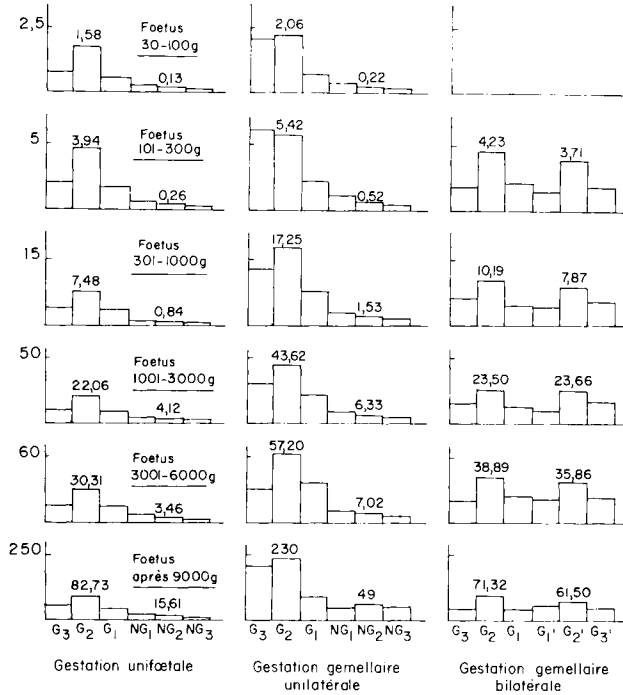 2,5
1,58
Foetus
30-100g
0,13
2,06
0,22
5
3,94
Foetus
101-300g
0,26
5,42
0,52
4,23
3,71
15
7,48
Foetus
301-1000g
0,84
17,25
1,53
10,19
7,87
50
22,06
Foetus
1001-3000g
4,12
43,62
6,33
23,50
23,66
60
30,31
Foetus
3001-6000g
3,46
57,20
7,02
38,89
35,86
250
82,73
Foetus
après 9000g
15,61
230
49
71,32
61,50
G3 G2 G1 NG1 NG2 NG3
G3 G2 G1 NG1 NG2 NG3
G3 G2 G1 G1' G2' G3'
Gestation unifœtale
Gestation gemellaire
unilatérale
Gestation gemellaire
bilatérale